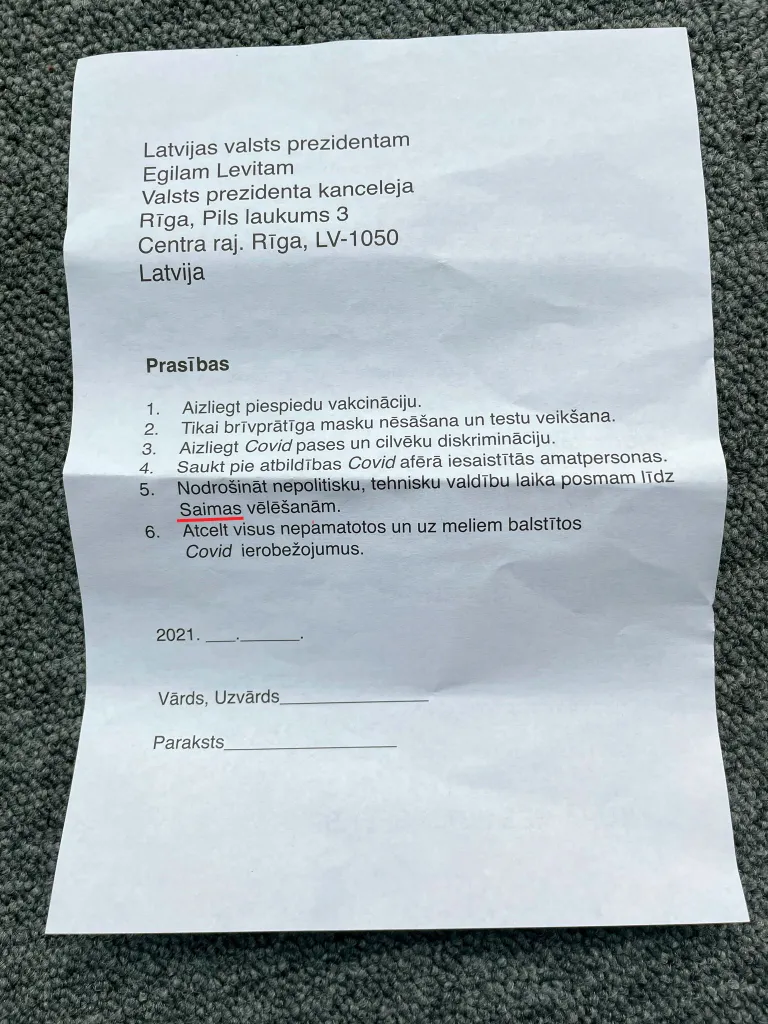 Latvijas valsts prezidentam
Egilam Levitam
Valsts prezidenta kanceleja
Rīga, Pils laukums 3
Centra raj. Rīga, LV-1050
Latvija
Prasības
1. Aizliegt piespiedu vakcināciju.
2. Tikai brīvprātīga masku nēsāšana un testu veikšana.
3. Aizliegt Covid pases un cilvēku diskrimināciju.
4. Saukt pie atbildības Covid afērā iesaistītās amatpersonas.
5. Nodrošināt nepolitisku, tehnisku valdību laika posmam līdz
Saimas vēlēšanām.
6. Atcelt visus nepamatotos un uz meliem balstītos
Covid ierobežojumus.
2021. ___.______.
Vārds, Uzvārds_______________
Paraksts_________________